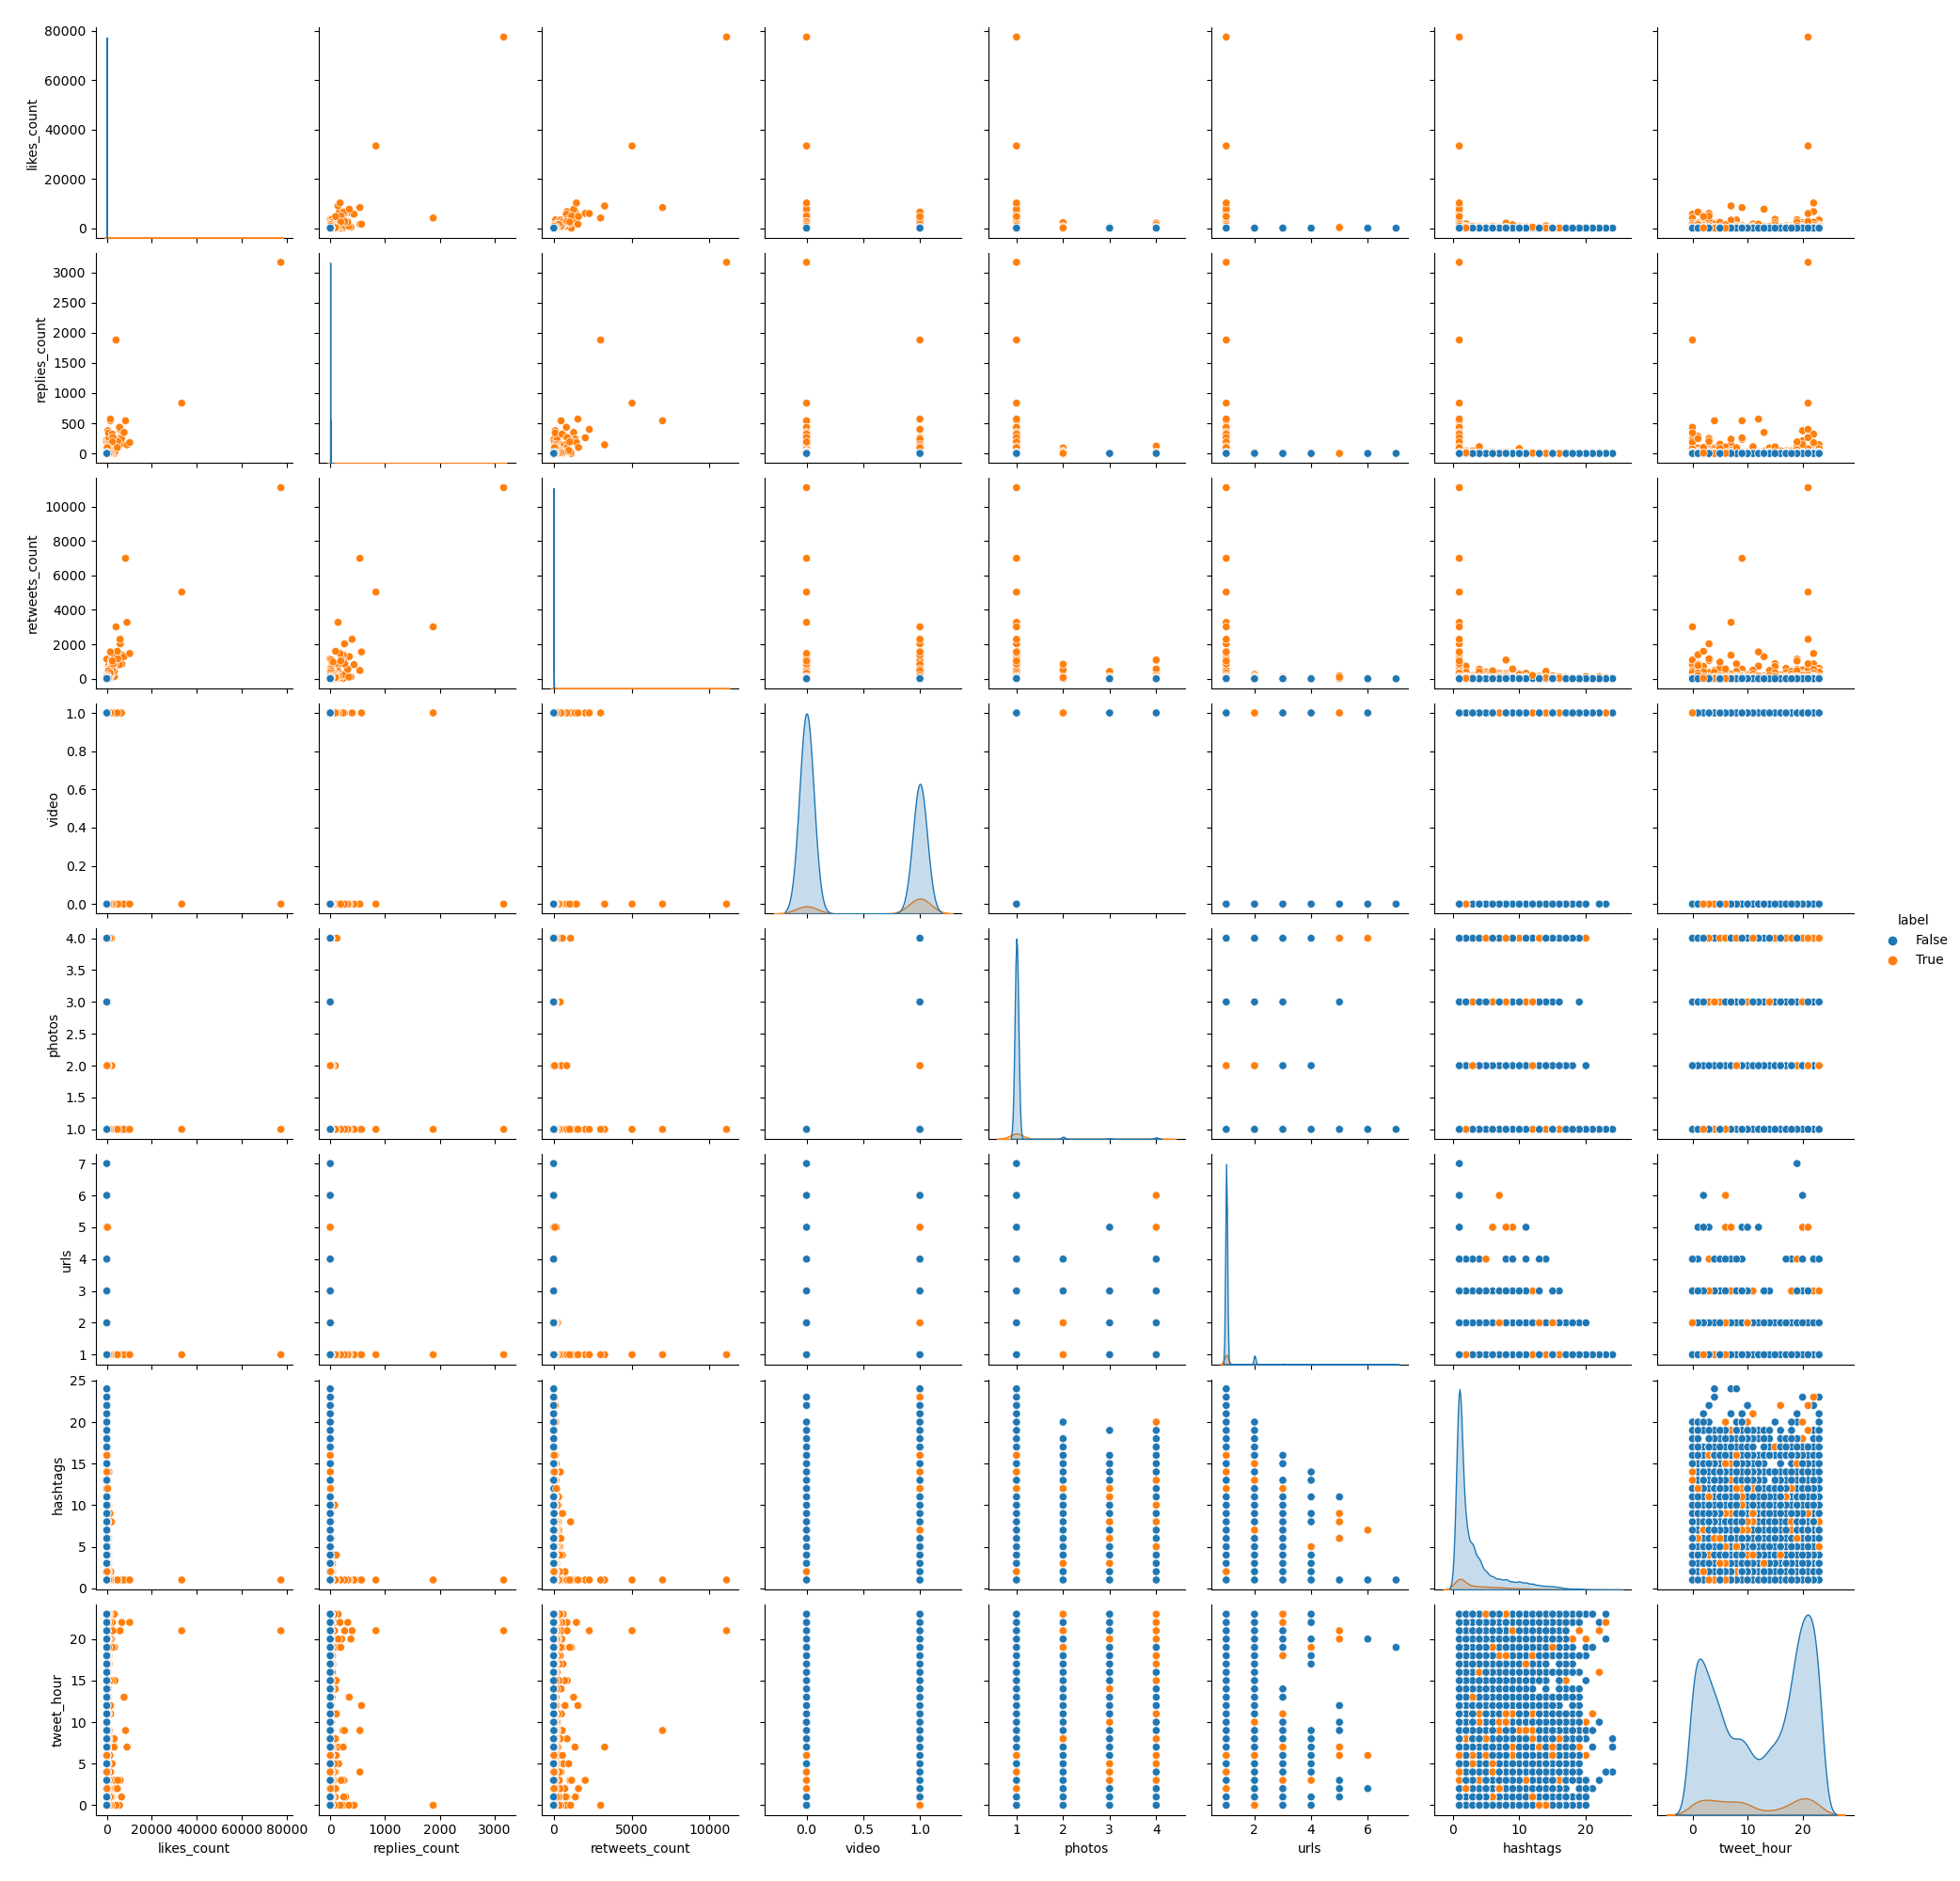 80000
60000
40000
20000
0
likes_count
3000
2500
2000
1500
1000
500
0
replies_count
10000
8000
6000
4000
2000
0
retweets_count
1.0
0.8
0.6
0.4
0.2
0.0
video
label
False
True
4.0
3.5
3.0
2.5
2.0
1.5
1.0
photos
7
6
5
4
3
2
1
urls
25
20
15
10
5
0
hashtags
20
15
10
5
0
tweet_hour
0 20000 40000 60000 80000
likes_count
0 1000 2000 3000
replies_count
0 5000 10000
retweets_count
0.0 0.5 1.0
video
1 2 3 4
photos
2 4 6
urls
0 10 20
hashtags
0 10 20
tweet_hour